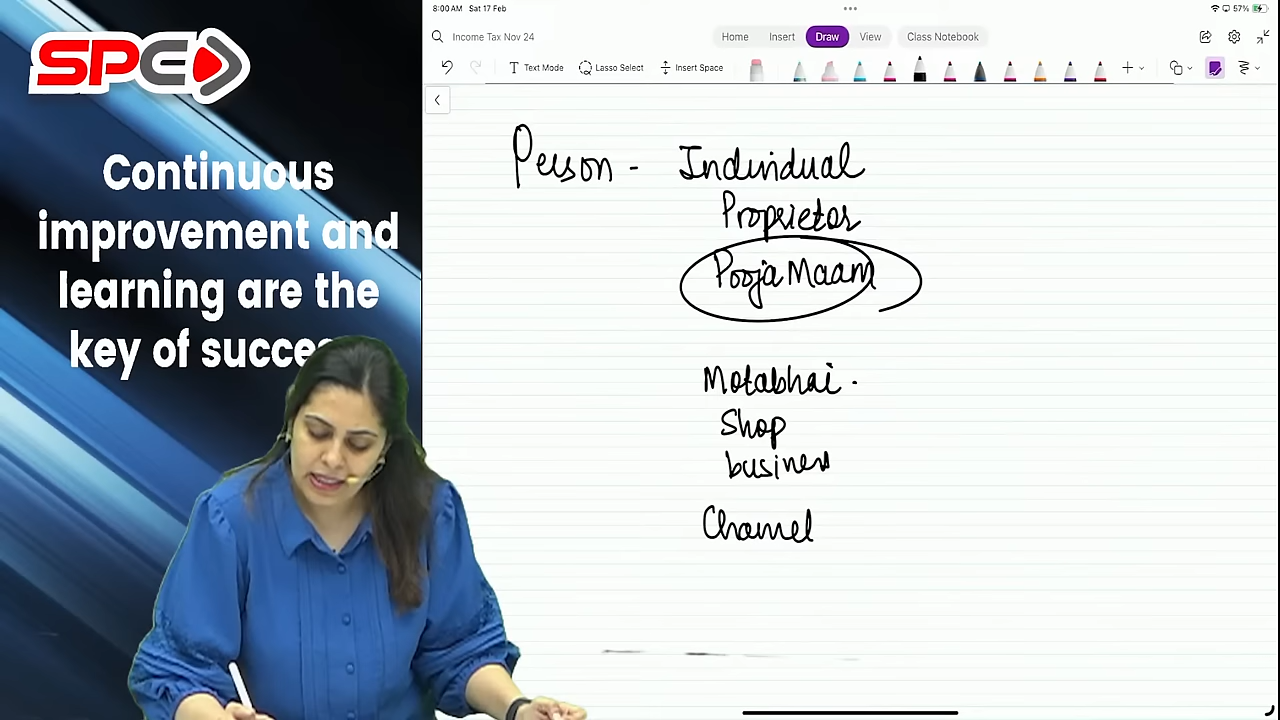 8:00 AM Sat 17 Feb
57%
Income Tax Nov 24
Home Insert Draw View Class Notebook
Text Mode Lasso Select Insert Space
SPC
Continuous
improvement and
learning are the
key of succe
Person - Individual
Proprietor
Pooja Maam
Motabhai -
Shop
business
Channel